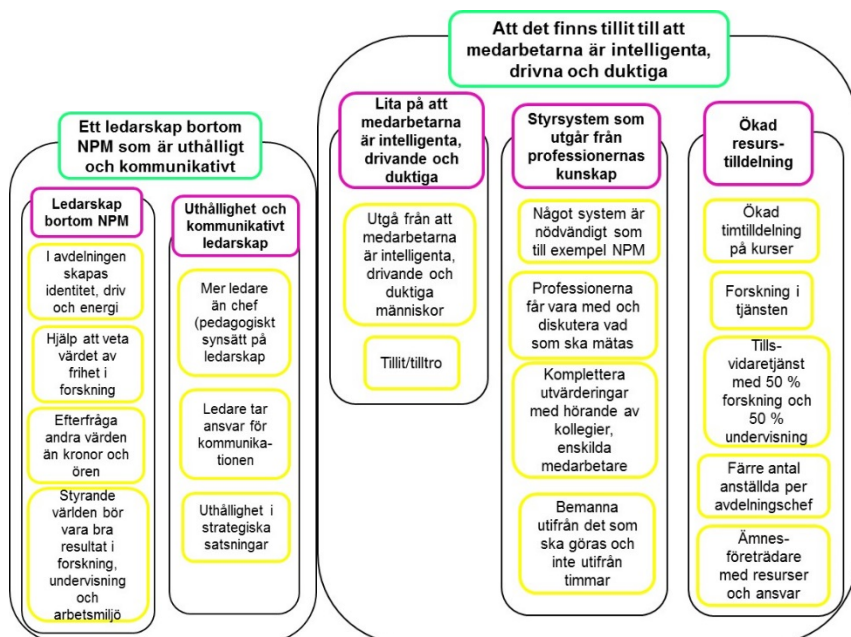 Ett ledarskap bortom
NPM som är uthålligt
och kommunikativt
Ledarskap
bortom NPM
I avdelningen
skapas
identitet, driv
och energi
Hjälp att veta
värdet av
frihet i
forskning
Efterfråga
andra värden
än kronor och
ören
Styrande
världen bör
vara bra
resultat i
forskning,
undervisning
och
arbetsmiljö
Uthållighet och
kommunikativt
ledarskap
Mer ledare
än chef
(pedagogiskt
synsätt på
ledarskap
Ledare tar
ansvar för
kommunika-
tionen
Uthållighet i
strategiska
satsningar
Att det finns tillit till att
medarbetarna är intelligenta,
drivna och duktiga
Lita på att
medarbetarna
är intelligenta,
drivande och
duktiga
Utgå från att
medarbetarna
är intelligenta,
drivande och
duktiga
människor
Tillit/tilltro
Styrsystem som
utgår från
professionernas
kunskap
Något system är
nödvändigt som
till exempel NPM
Professionerna
får vara med och
diskutera vad
som ska mätas
Komplettera
utvärderingar
med hörande av
kollegier,
enskilda
medarbetare
Bemanna
utifrån det som
ska göras och
inte utifrån
timmar
Ökad
resurs-
tilldelning
Ökad
timtilldelning
på kurser
Forskning i
tjänsten
Tills-
vidaretjänst
med 50 %
forskning och
50 %
undervisning
Färre antal
anställda per
avdelningschef
Ämnes-
företrädare
med resurser
och ansvar